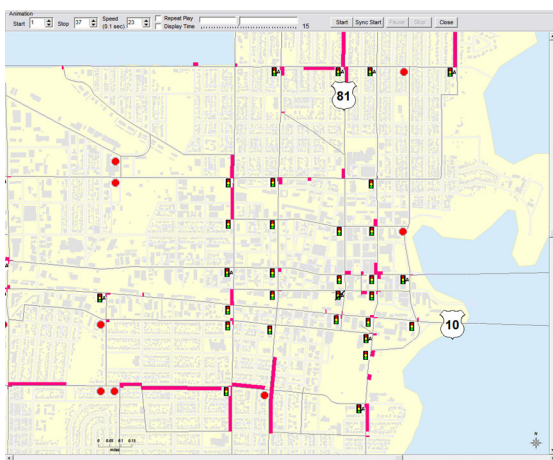 Animation
Start 1 Stop 37 Speed (0.1 sec) 23 Repeat Play Display Time 15 Start Sync Start Pause Stop Close
81
A
A
A
A
A
A
A
A
A
10
N
0 0.05 0.1 0.15
miles